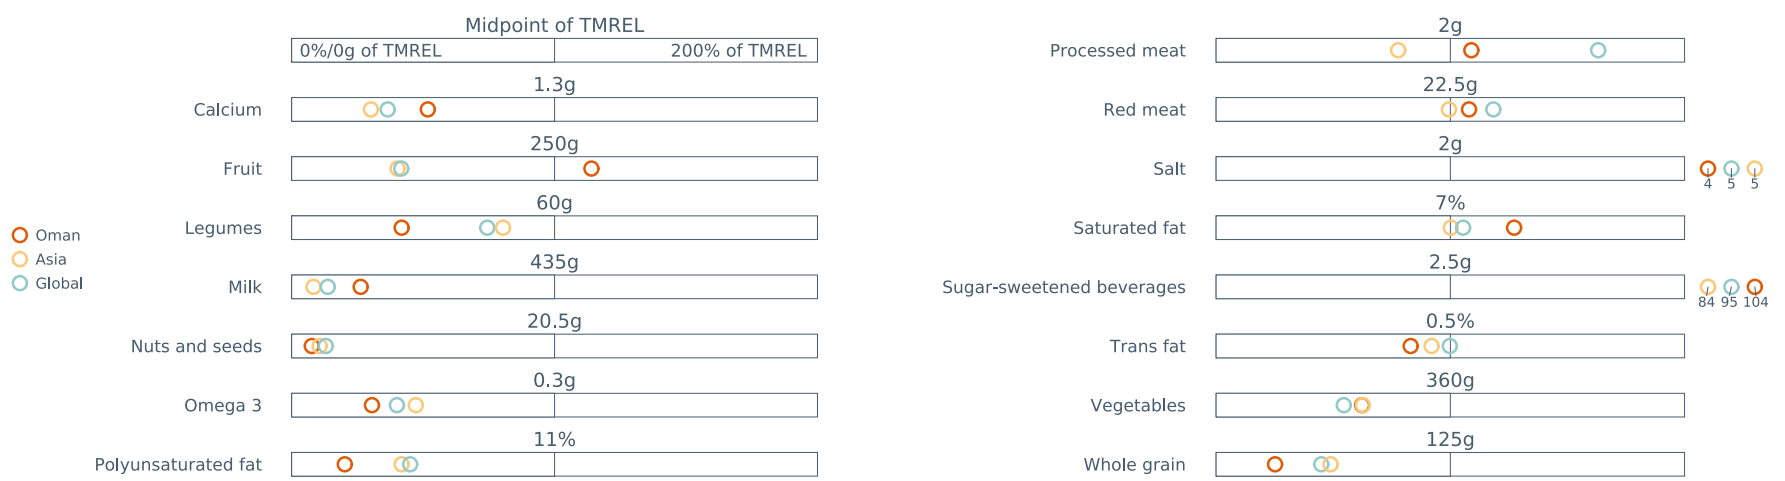 Midpoint of TMREL
0%/0g of TMREL 200% of TMREL
Calcium 1.3g
Fruit 250g
Legumes 60g
Milk 435g
Nuts and seeds 20.5g
Omega 3 0.3g
Polyunsaturated fat 11%
Oman
Asia
Global
Processed meat 2g
Red meat 22.5g
Salt 2g
4 5 5
Saturated fat 7%
Sugar-sweetened beverages 2.5g
84 95 104
Trans fat 0.5%
Vegetables 360g
Whole grain 125g